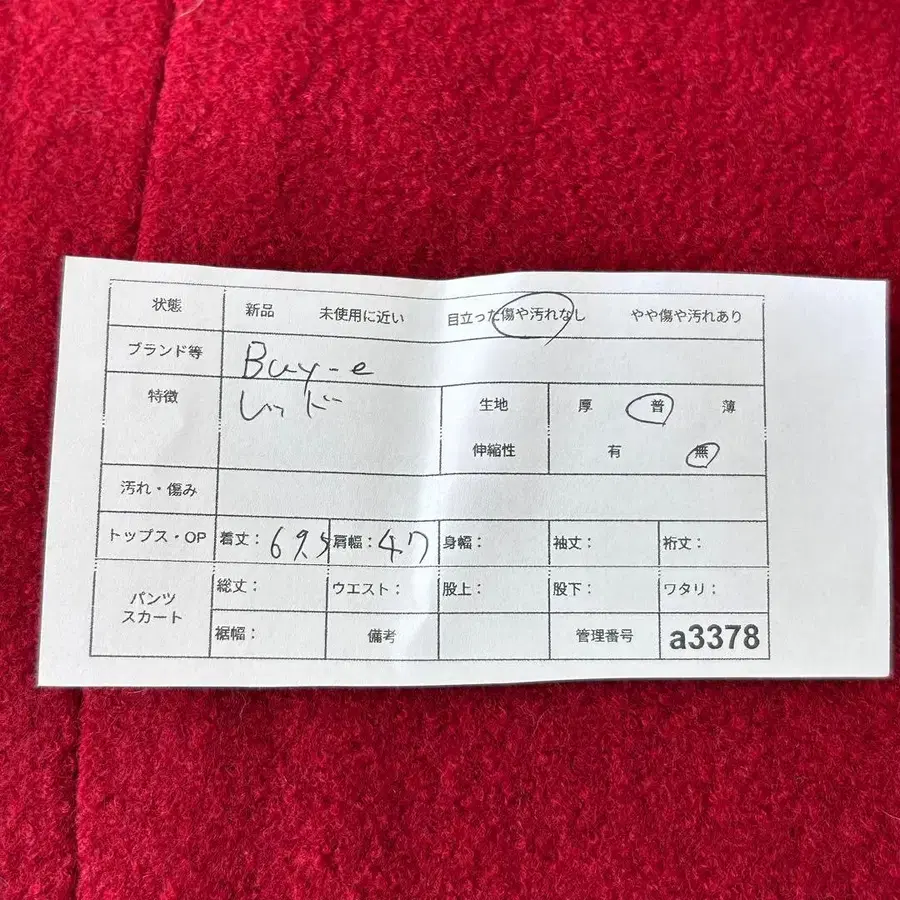 状態 新品 未使用に近い 目立った傷や汚れなし やや傷や汚れあり
ブランド等 Buy-e
特徴 レッド 生地 厚 普 薄
伸縮性 有 無
汚れ・傷み
トップス・OP 着丈： 69.5 肩幅： 47 身幅： 袖丈： 裄丈：
パンツ スカート 総丈： ウエスト： 股上： 股下： ワタリ：
裾幅： 備考 管理番号 a3378